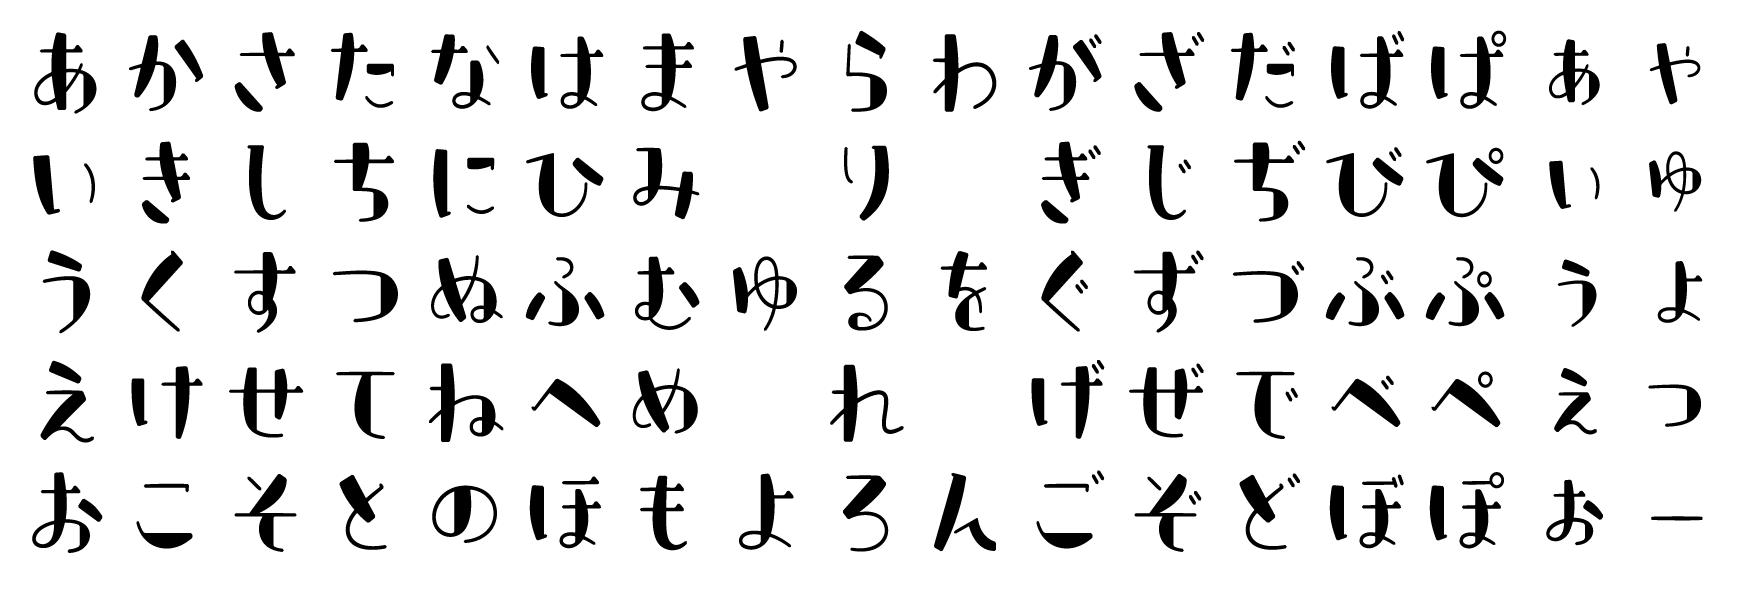 あかさたなはまやらわがざだばぱぁゃ
いきしちにひみりぎじぢびぴぃゅ
うくすつぬふむゆるをぐずづぶぷぅょ
えけせてねへめれげぜでべぺぇっ
おこそとのほもよろんごぞどぼぽぉー